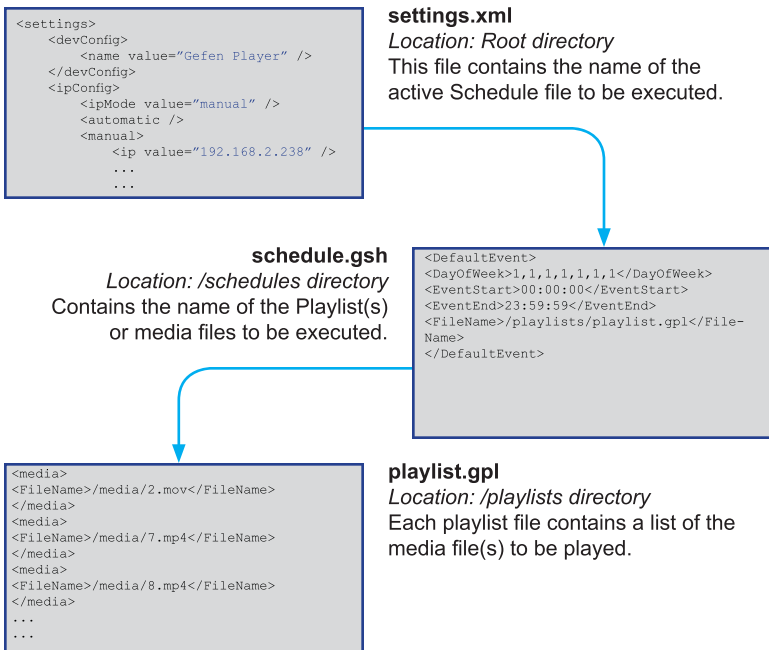 <settings>
    <devConfig>
        <name value=”Gefen Player” />
    </devConfig>
    <ipConfig>
        <ipMode value=”manual” />
        <automatic />
        <manual>
            <ip value=”192.168.2.238” />
            ...
            ...
settings.xml
Location: Root directory
This file contains the name of the
active Schedule file to be executed.
schedule.gsh
Location: /schedules directory
Contains the name of the Playlist(s)
or media files to be executed.
<DefaultEvent>
<DayOfWeek>1,1,1,1,1,1,1</DayOfWeek>
<EventStart>00:00:00</EventStart>
<EventEnd>23:59:59</EventEnd>
<FileName>/playlists/playlist.gpl</File-
Name>
</DefaultEvent>
<media>
<FileName>/media/2.mov</FileName>
</media>
<media>
<FileName>/media/7.mp4</FileName>
</media>
<media>
<FileName>/media/8.mp4</FileName>
</media>
...
...
playlist.gpl
Location: /playlists directory
Each playlist file contains a list of the
media file(s) to be played.